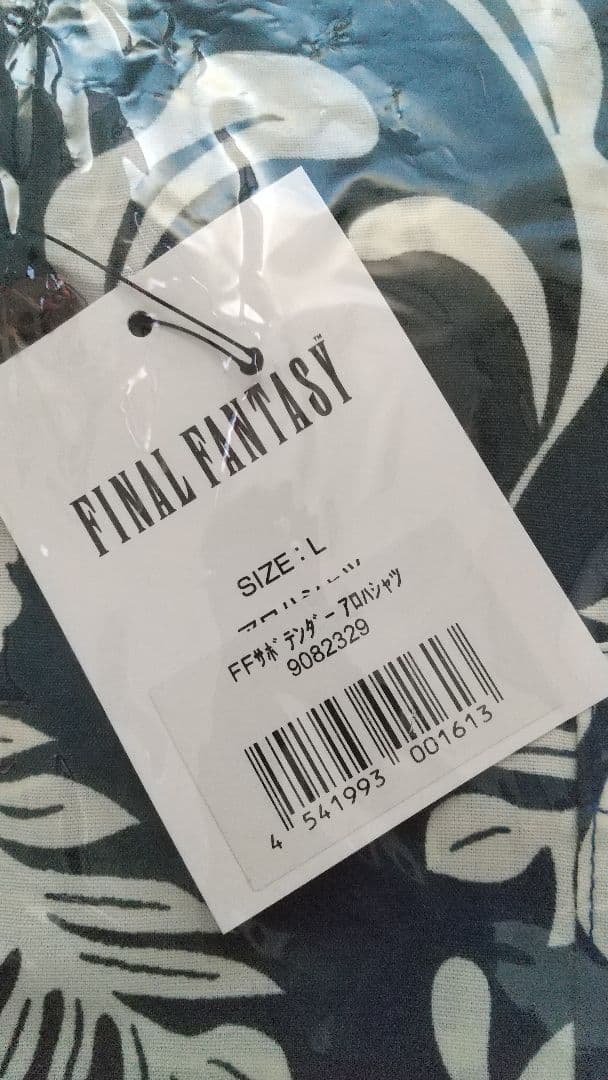 FINAL FANTASY™
SIZE : L
FFｻﾎﾞﾃﾝﾀﾞｰ ｱﾛﾊｼｬﾂ
9082329
4 541993 001613